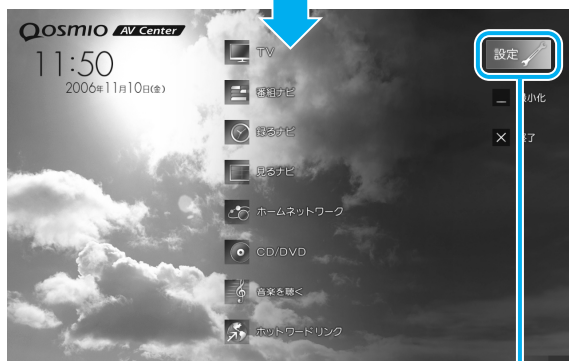 Qosmio AV Center
11:50
2006年11月10日(金)
TV
番組ナビ
録るナビ
見るナビ
ホームネットワーク
CD/DVD
音楽を聴く
ホットワードリンク
設定
最小化
終了